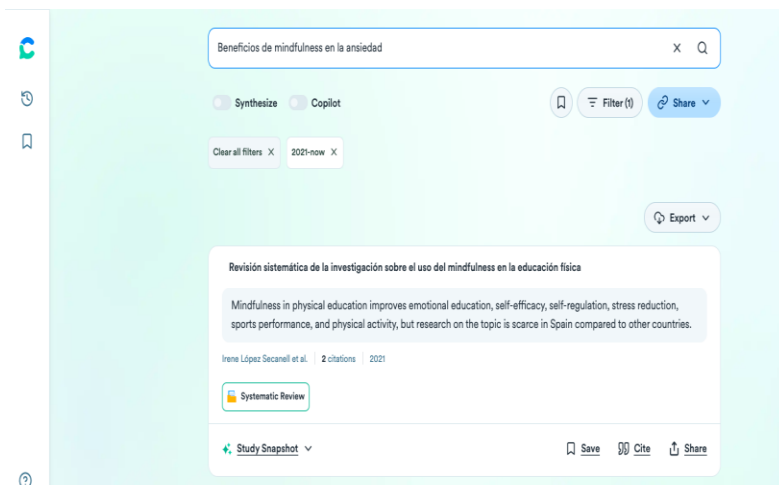 Beneficios de mindfulness en la ansiedad X
Synthesize Copilot Filter (1) Share
Clear all filters X 2021-now X
Export
Revisión sistemática de la investigación sobre el uso del mindfulness en la educación física
Mindfulness in physical education improves emotional education, self-efficacy, self-regulation, stress reduction,
sports performance, and physical activity, but research on the topic is scarce in Spain compared to other countries.
Irene López Secanell et al. 2 citations 2021
Systematic Review
Study Snapshot Save Cite Share